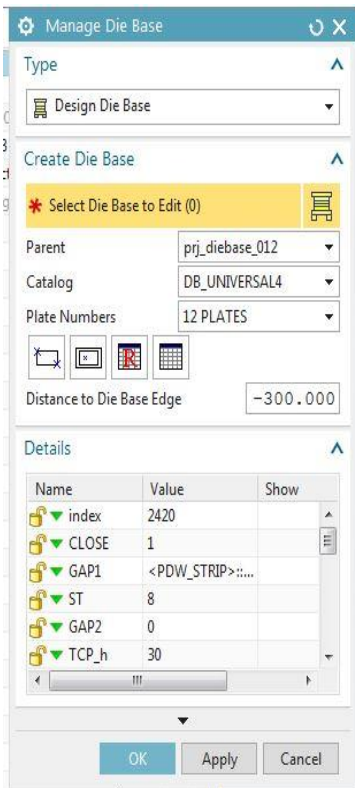 Manage Die Base
Type
Design Die Base
Create Die Base
* Select Die Base to Edit (0)
Parent prj_diebase_012
Catalog DB_UNIVERSAL4
Plate Numbers 12 PLATES
R
Distance to Die Base Edge -300.000
Details
Name Value Show
index 2420
CLOSE 1
GAP1 <PDW_STRIP>::...
ST 8
GAP2 0
TCP_h 30
OK Apply Cancel